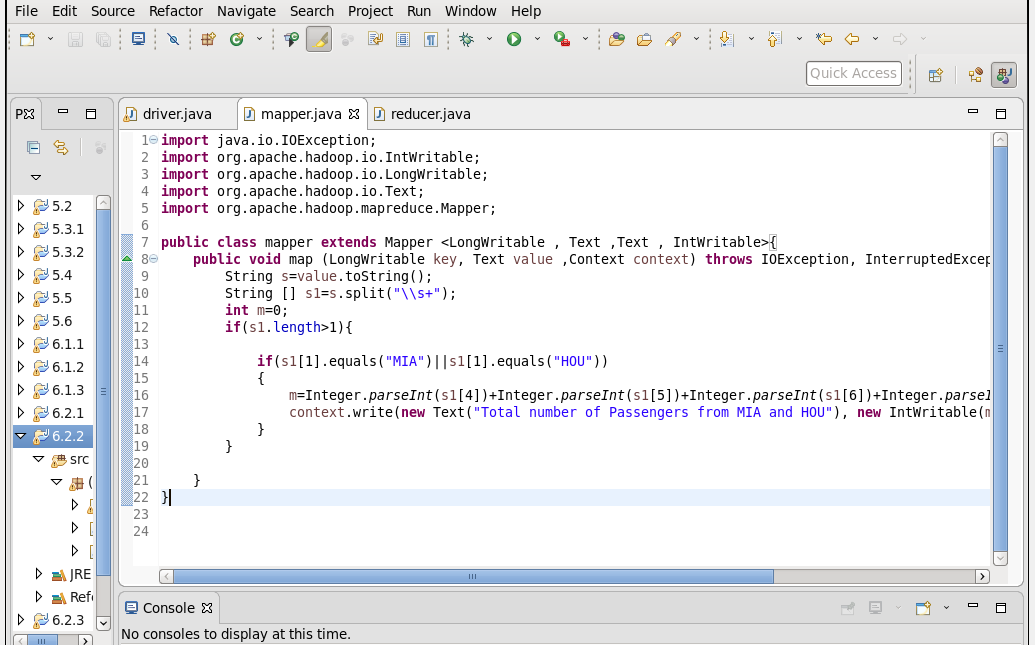 File Edit Source Refactor Navigate Search Project Run Window Help
Quick Access
P
driver.java mapper.java reducer.java
5.2
5.3.1
5.3.2
5.4
5.5
5.6
6.1.1
6.1.2
6.1.3
6.2.1
6.2.2
src
(
JRE
Refe
6.2.3
1 import java.io.IOException;
2 import org.apache.hadoop.io.IntWritable;
3 import org.apache.hadoop.io.LongWritable;
4 import org.apache.hadoop.io.Text;
5 import org.apache.hadoop.mapreduce.Mapper;
6
7 public class mapper extends Mapper <LongWritable , Text ,Text , IntWritable>{
8 public void map (LongWritable key, Text value ,Context context) throws IOException, InterruptedExcep
9 String s=value.toString();
10 String [] s1=s.split("\\s+");
11 int m=0;
12 if(s1.length>1){
13
14 if(s1[1].equals("MIA")||s1[1].equals("HOU"))
15 {
16 m=Integer.parseInt(s1[4])+Integer.parseInt(s1[5])+Integer.parseInt(s1[6])+Integer.parseI
17 context.write(new Text("Total number of Passengers from MIA and HOU"), new IntWritable(m
18 }
19 }
20
21 }
22 }
23
24
Console
No consoles to display at this time.